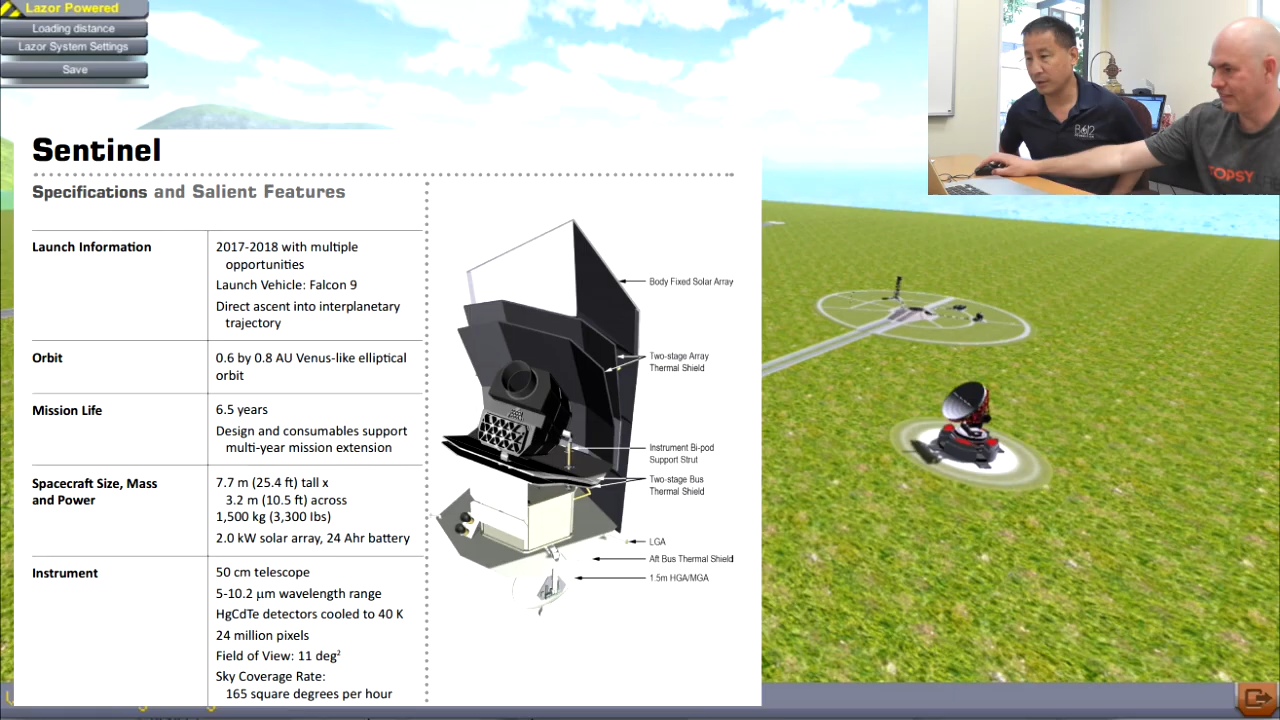 Lazor Powered
Loading distance
Lazor System Settings
Save
Sentinel
Specifications and Salient Features
Launch Information
2017-2018 with multiple
opportunities
Launch Vehicle: Falcon 9
Direct ascent into interplanetary
trajectory
Orbit
0.6 by 0.8 AU Venus-like elliptical
orbit
Mission Life
6.5 years
Design and consumables support
multi-year mission extension
Spacecraft Size, Mass
and Power
7.7 m (25.4 ft) tall x
3.2 m (10.5 ft) across
1,500 kg (3,300 lbs)
2.0 kW solar array, 24 Ahr battery
Instrument
50 cm telescope
5-10.2 µm wavelength range
HgCdTe detectors cooled to 40 K
24 million pixels
Field of View: 11 deg²
Sky Coverage Rate:
165 square degrees per hour
Body Fixed Solar Array
Two-stage Array
Thermal Shield
Instrument Bi-pod
Support Strut
Two-stage Bus
Thermal Shield
LGA
Aft Bus Thermal Shield
1.5m HGA/MGA
B612
TOPSY